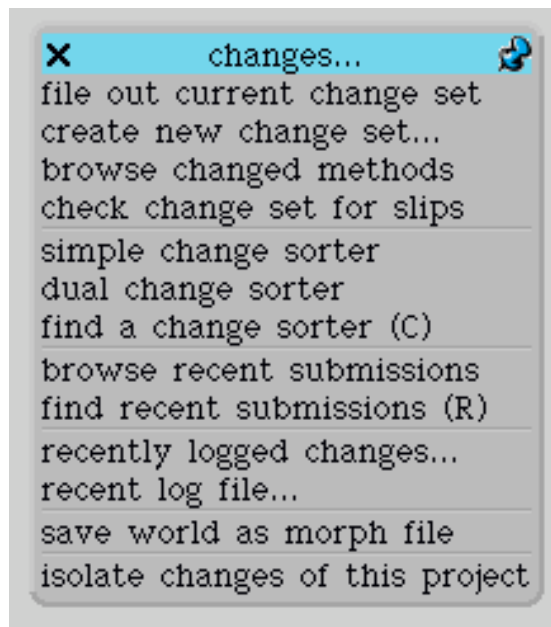 changes...
file out current change set
create new change set...
browse changed methods
check change set for slips
simple change sorter
dual change sorter
find a change sorter (C)
browse recent submissions
find recent submissions (R)
recently logged changes...
recent log file...
save world as morph file
isolate changes of this project